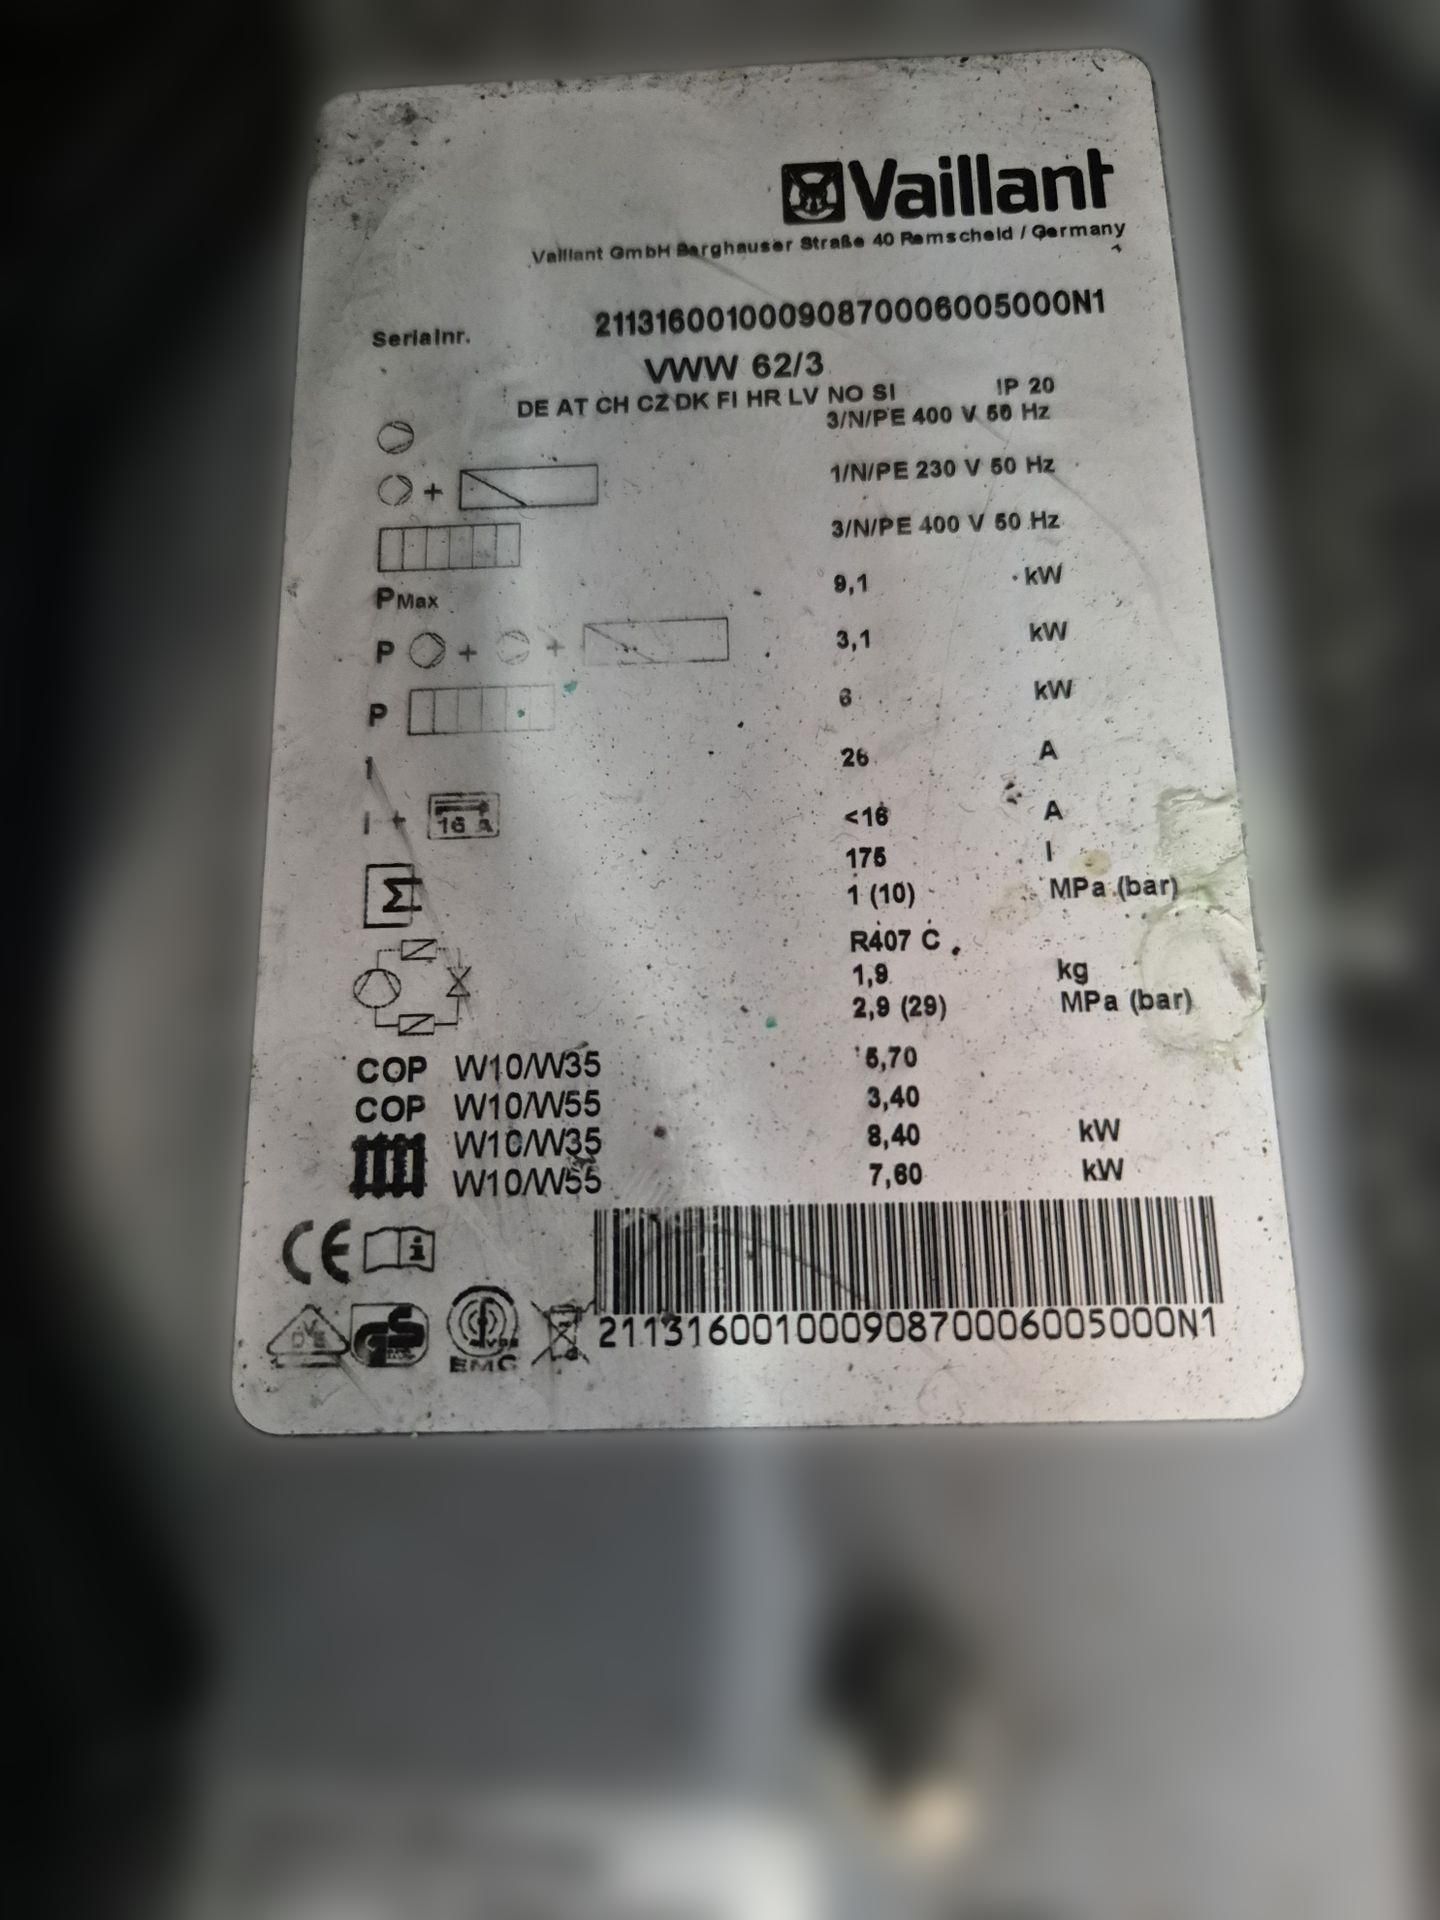 Vaillant
Vaillant GmbH Berghauser Straße 40 Remscheid / Germany
Serialnr. 21131600100090870006005000N1
VWW 62/3
DE AT CH CZ DK FI HR LV NO SI IP 20
3/N/PE 400 V 50 Hz
+ 1/N/PE 230 V 50 Hz
3/N/PE 400 V 50 Hz
PMax 9,1 kW
P + + 3,1 kW
P 6 kW
I 26 A
I + 16 A <16 A
175 l
Σ 1 (10) MPa (bar)
R407 C
1,9 kg
2,9 (29) MPa (bar)
COP W10/W35 5,70
COP W10/W55 3,40
W10/W35 8,40 kW
W10/W55 7,60 kW
CE i
DVE GS EMC 21131600100090870006005000N1